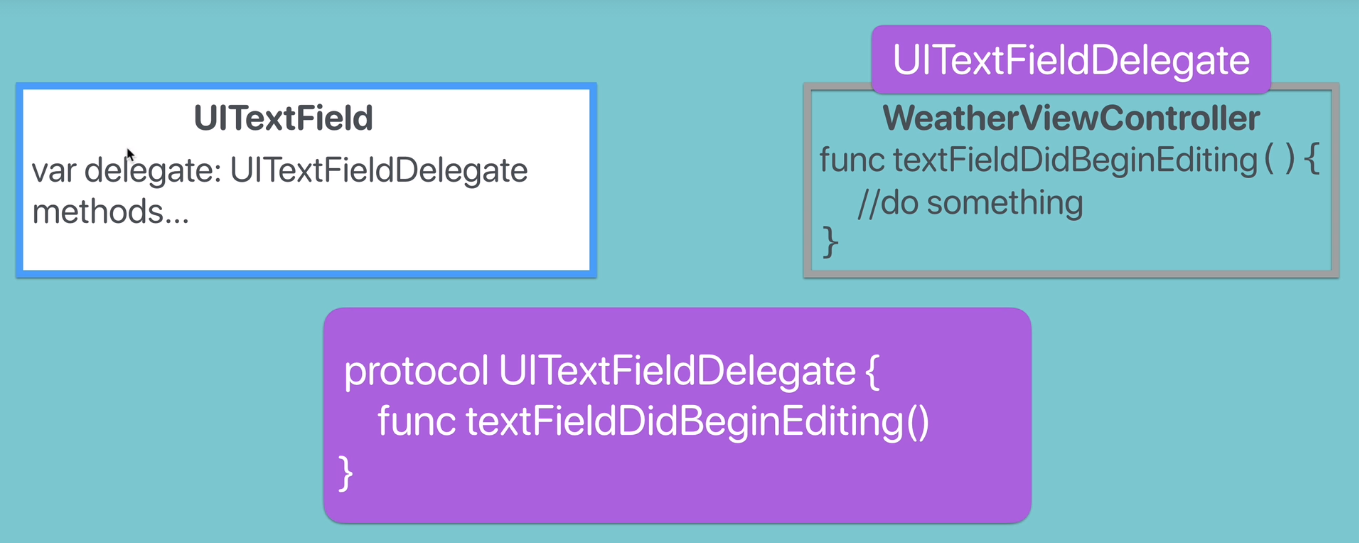 UITextField
var delegate: UITextFieldDelegate
methods...
UITextFieldDelegate
WeatherViewController
func textFieldDidBeginEditing( ){
//do something
}
protocol UITextFieldDelegate {
func textFieldDidBeginEditing()
}